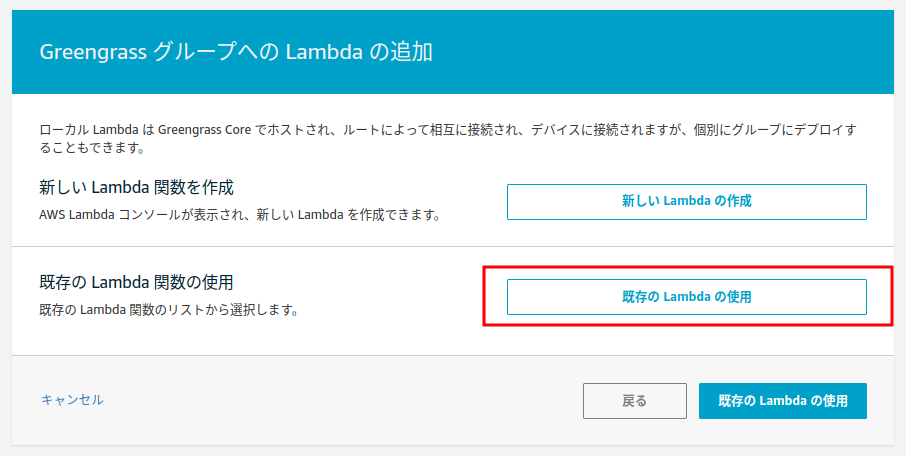 Greengrass グループへの Lambda の追加
ローカル Lambda は Greengrass Core でホストされ、ルートによって相互に接続され、デバイスに接続されますが、個別にグループにデプロイす
ることもできます。
新しい Lambda 関数を作成
AWS Lambda コンソールが表示され、新しい Lambda を作成できます。
新しい Lambda の作成
既存の Lambda 関数の使用
既存の Lambda 関数のリストから選択します。
既存の Lambda の使用
キャンセル
戻る
既存の Lambda の使用